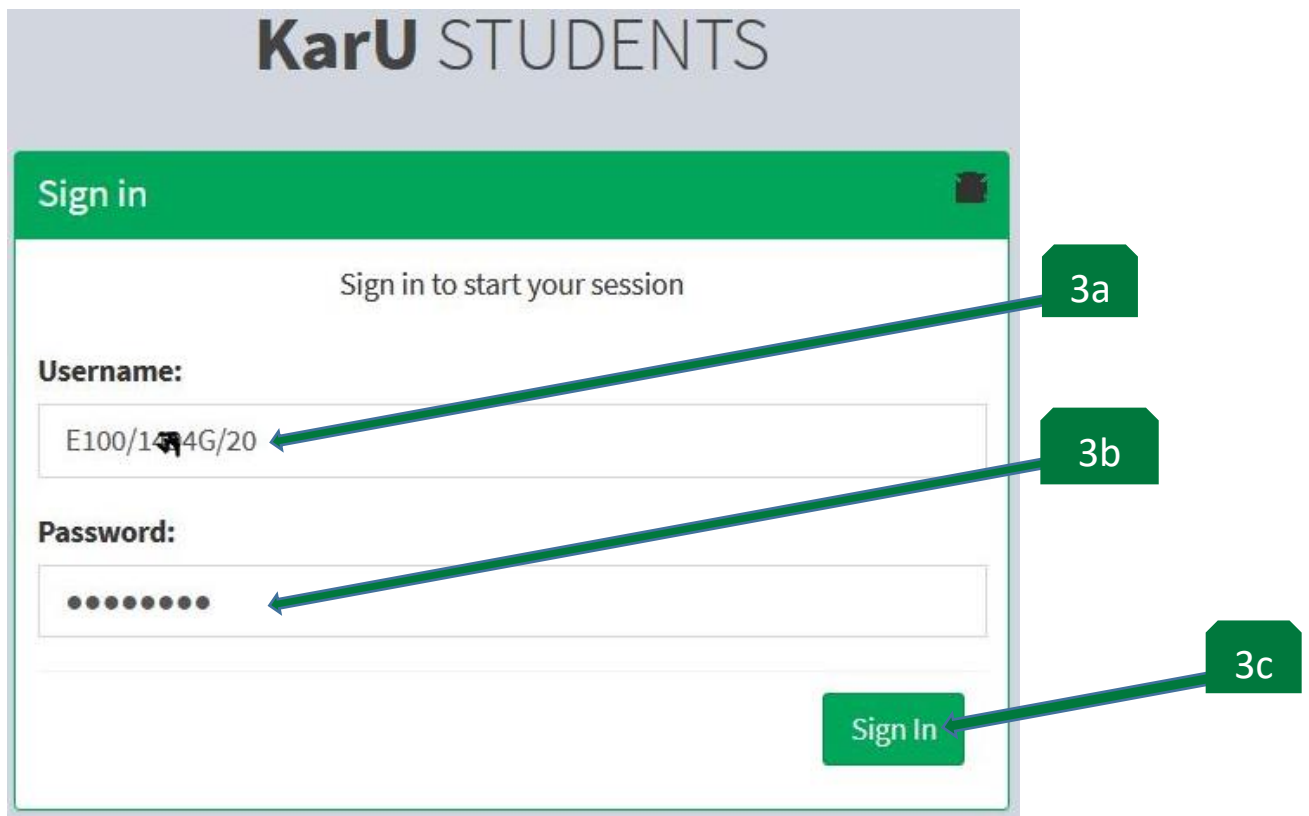 KarU STUDENTS
Sign in
Sign in to start your session
3a
Username:
3b
Password:
3c
Sign In